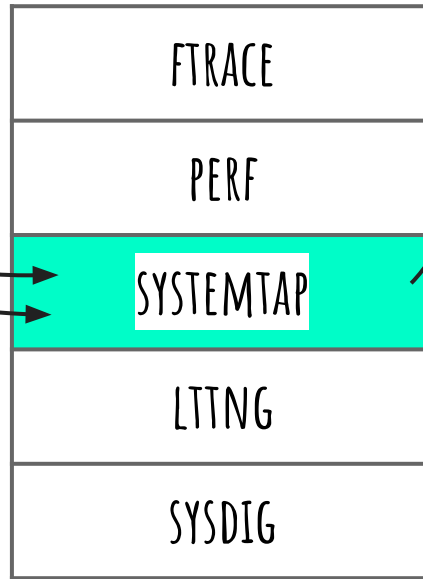 FTRACE
PERF
SYSTEMTAP
LTTNG
SYSDIG